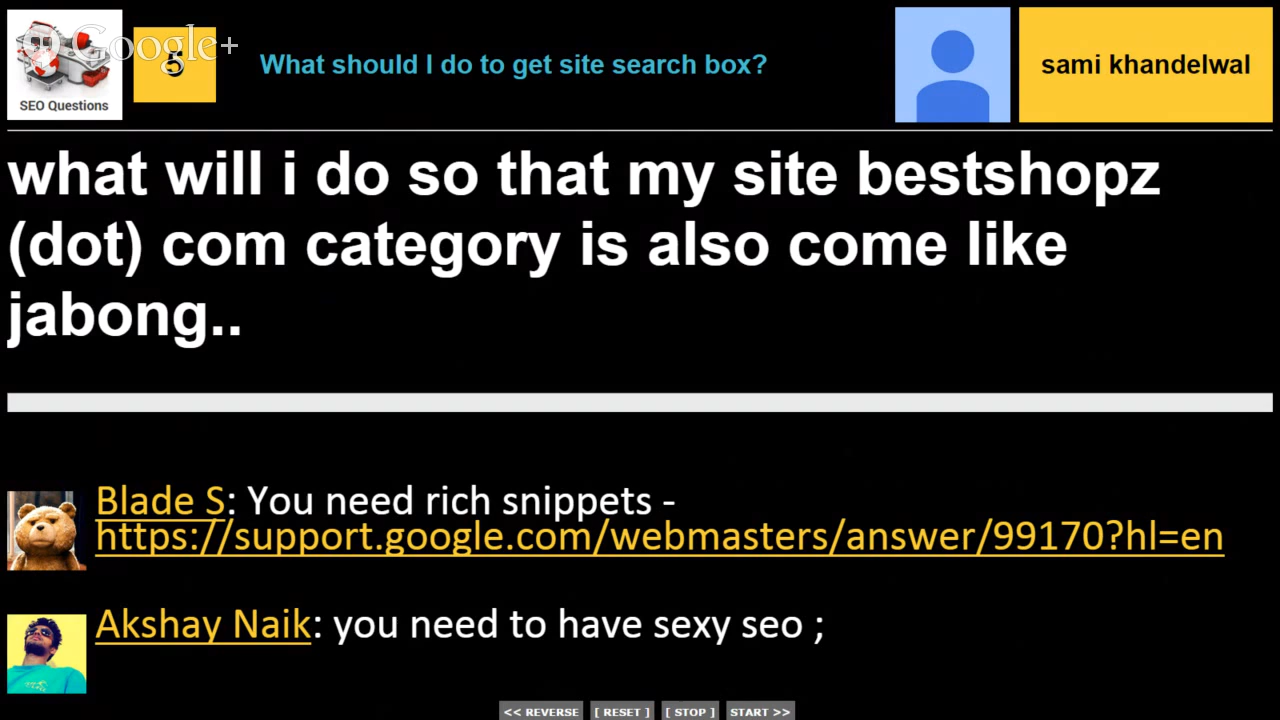 Google+
SEO Questions
5
What should I do to get site search box?
sami khandelwal
what will i do so that my site bestshopz
(dot) com category is also come like
jabong..
Blade S: You need rich snippets -
https://support.google.com/webmasters/answer/99170?hl=en
Akshay Naik: you need to have sexy seo ;
<< REVERSE [ RESET ] [ STOP ] START >>